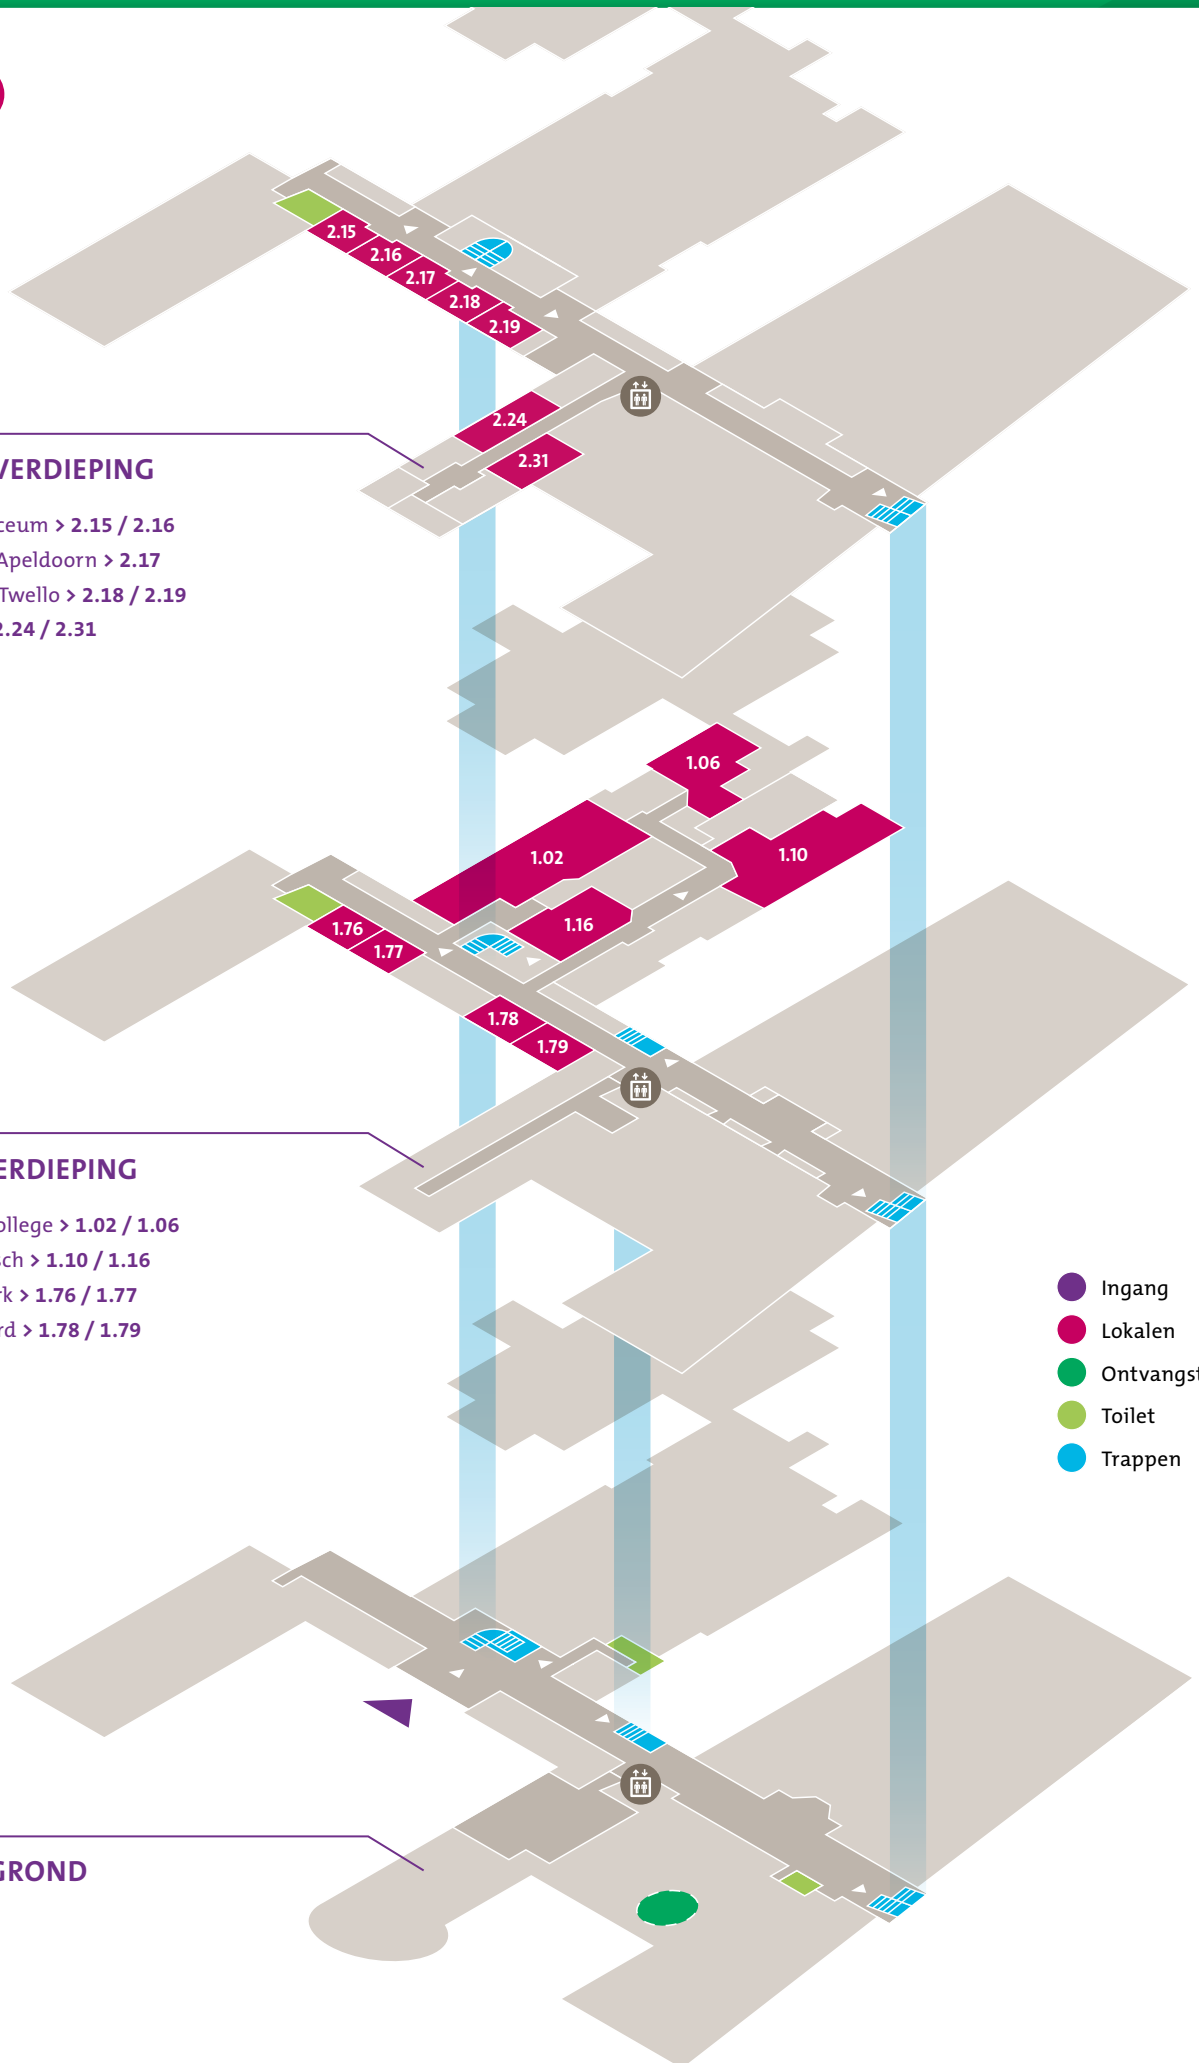 2.15
2.16
2.17
2.18
2.19
2.24
2.31
VERDIEPING
ceum > 2.15 / 2.16
Apeldoorn > 2.17
Twello > 2.18 / 2.19
2.24 / 2.31
1.06
1.02
1.10
1.16
1.76
1.77
1.78
1.79
ERDIEPING
ollege > 1.02 / 1.06
sch > 1.10 / 1.16
rk > 1.76 / 1.77
rd > 1.78 / 1.79
Ingang
Lokalen
Ontvangst
Toilet
Trappen
GROND